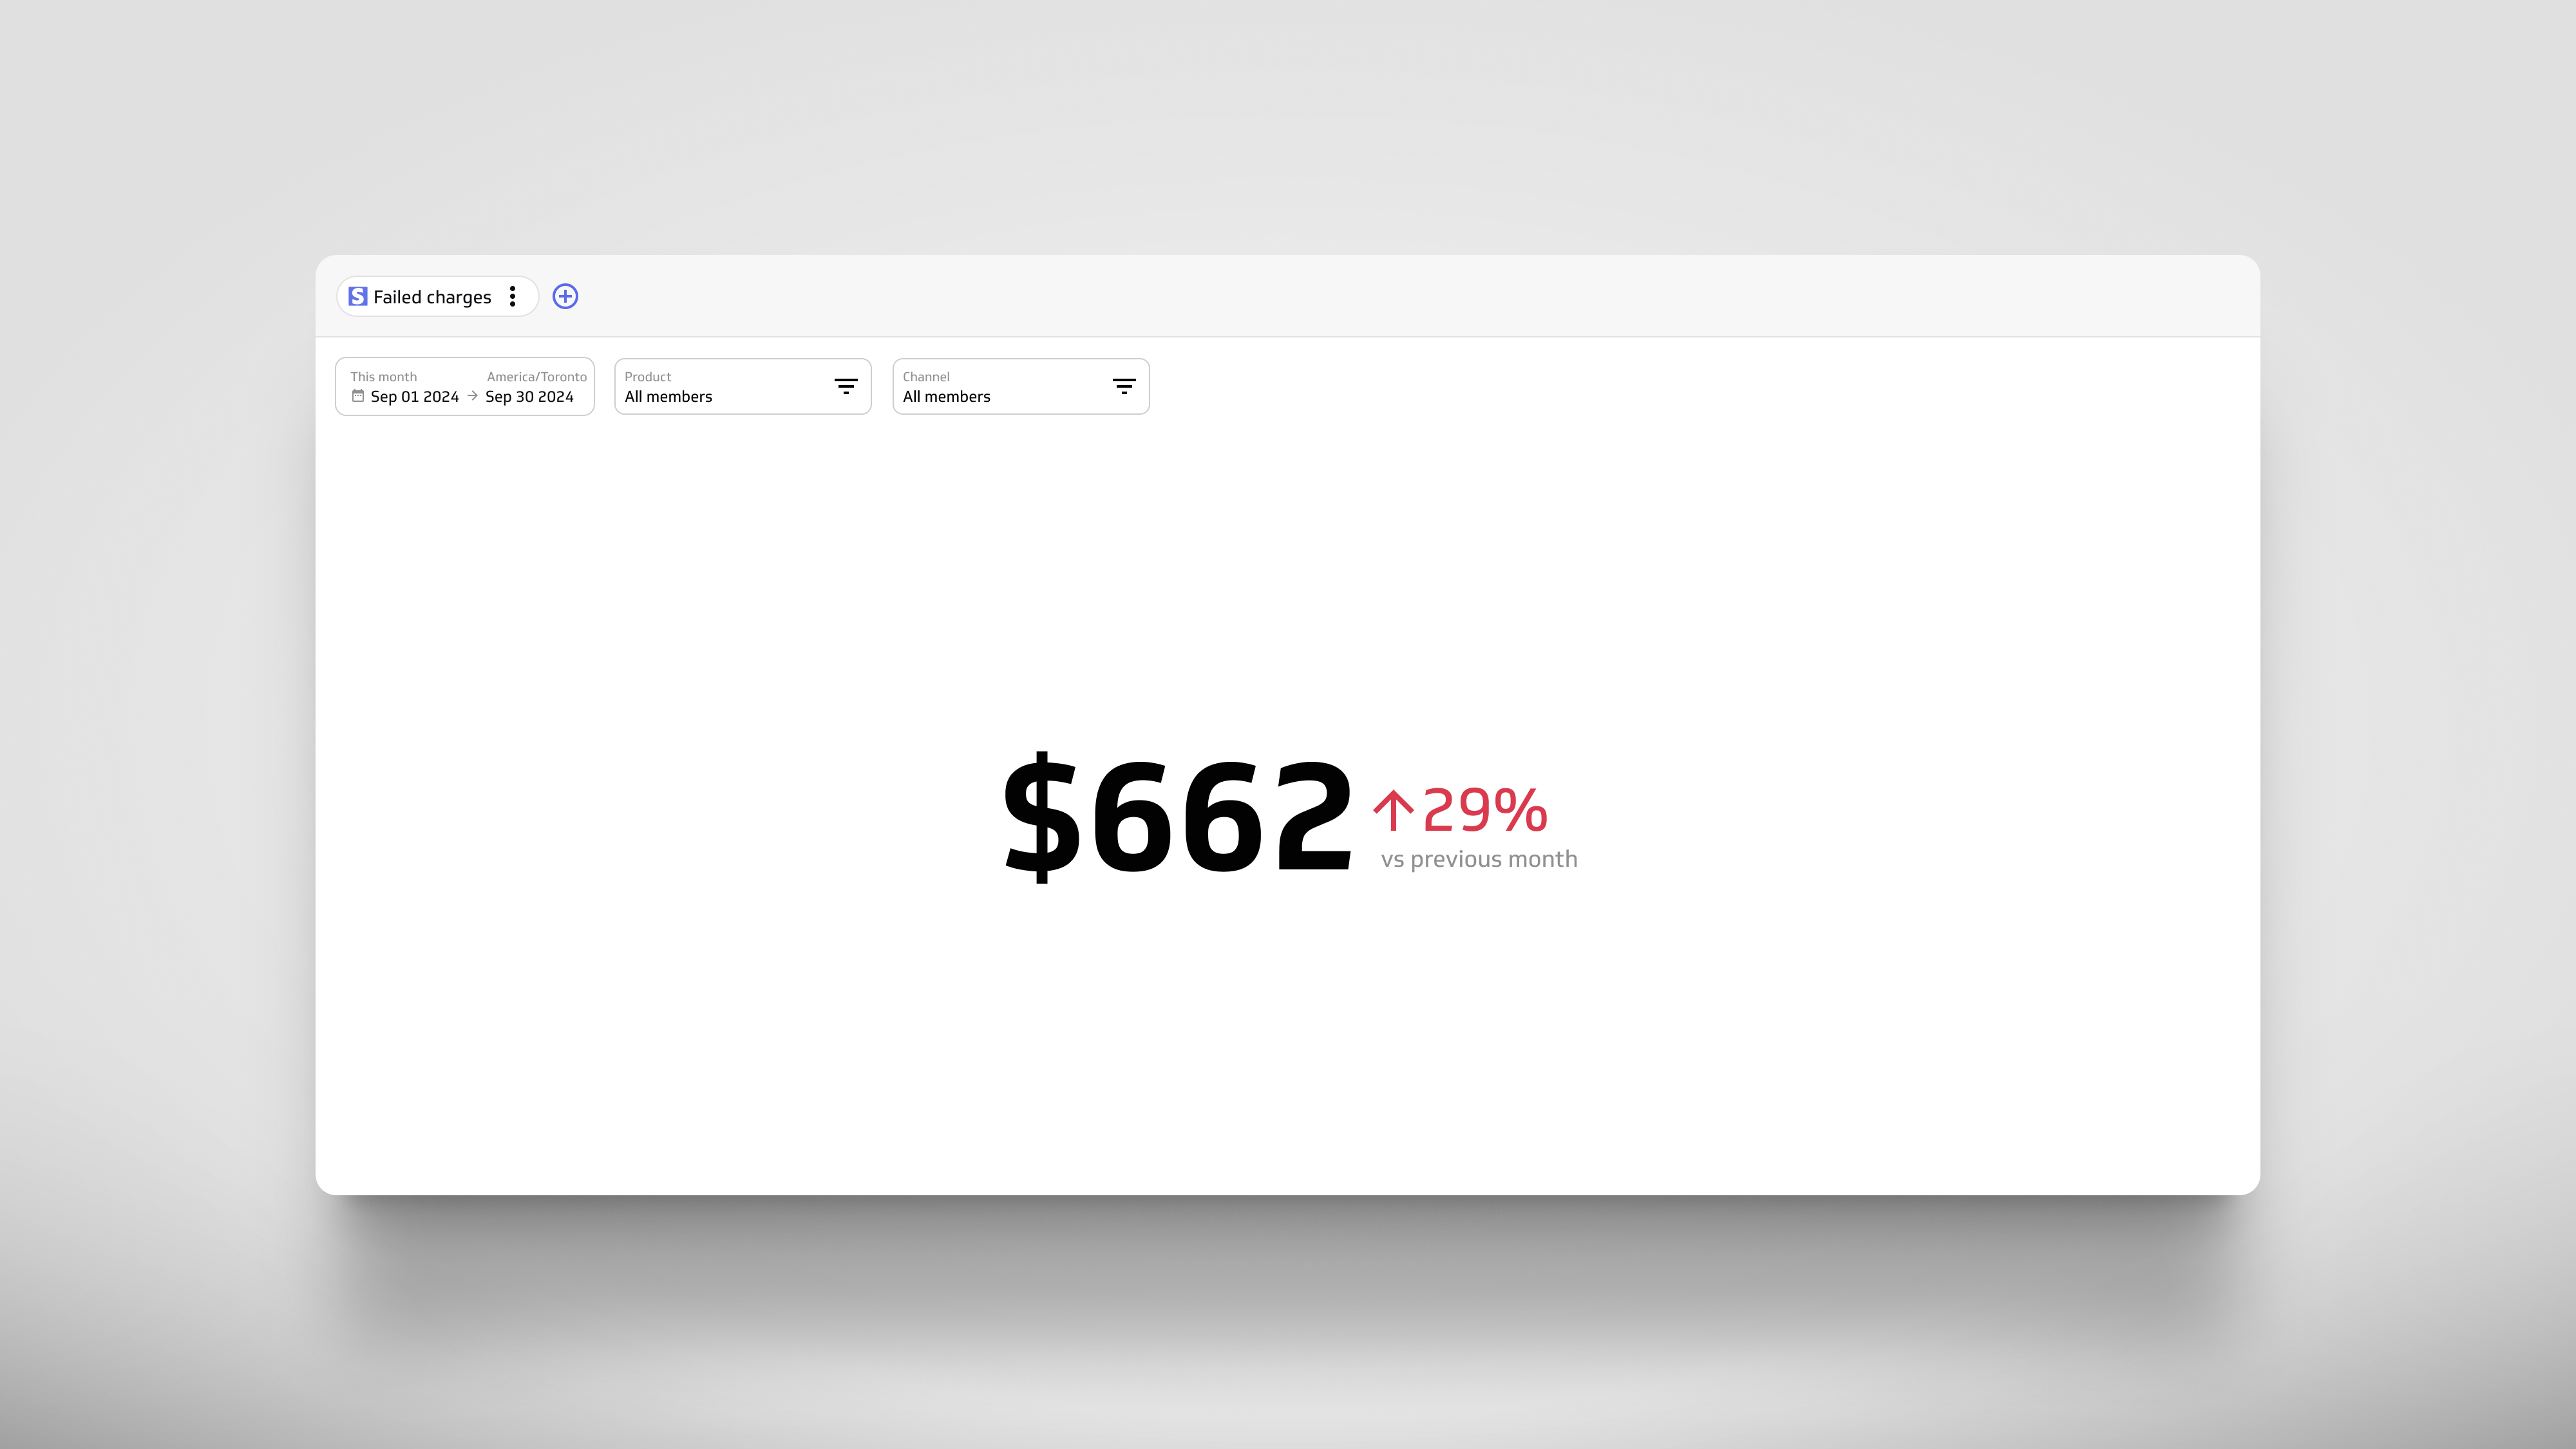 S Failed charges
This month America/Toronto
Sep 01 2024 → Sep 30 2024
Product
All members
Channel
All members
$662
↑29%
vs previous month